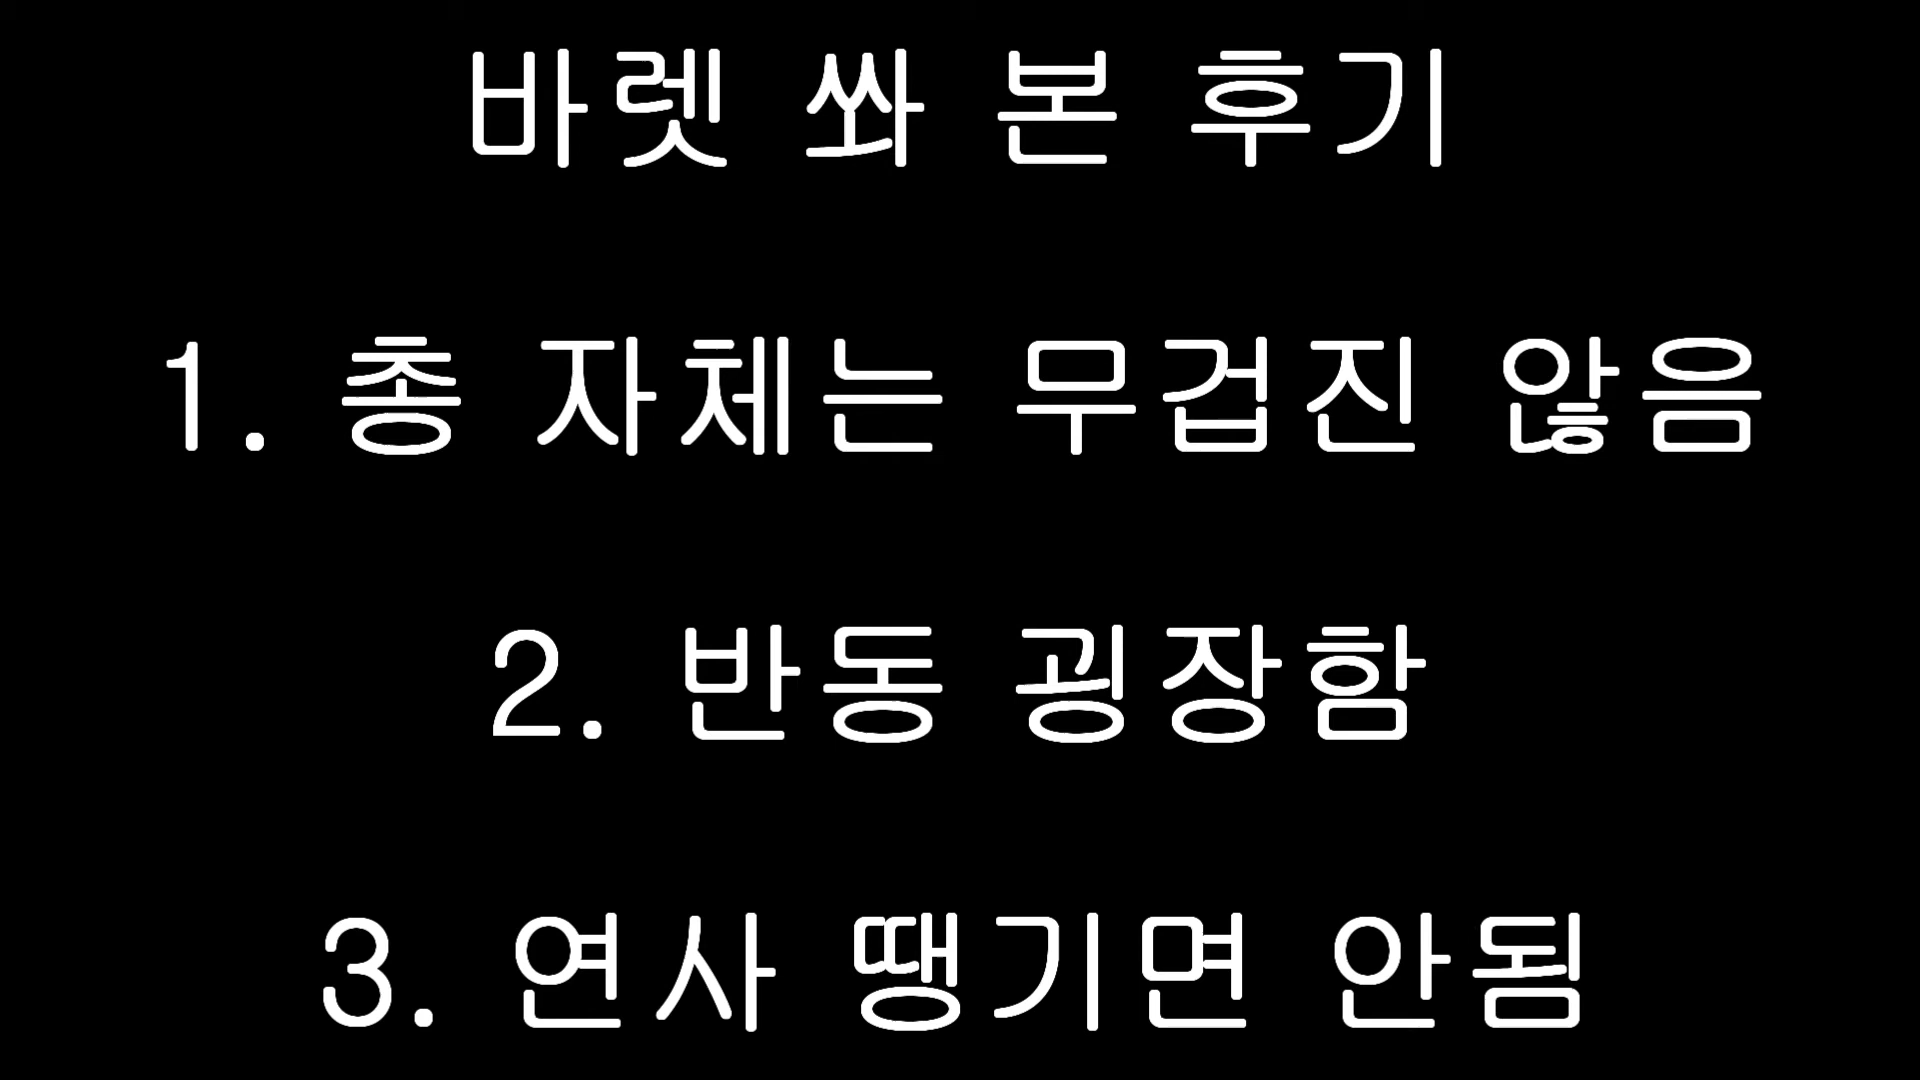 바렛 쏴 본 후기
1. 총 자체는 무겁진 않음
2. 반동 굉장함
3. 연사 땡기면 안됨